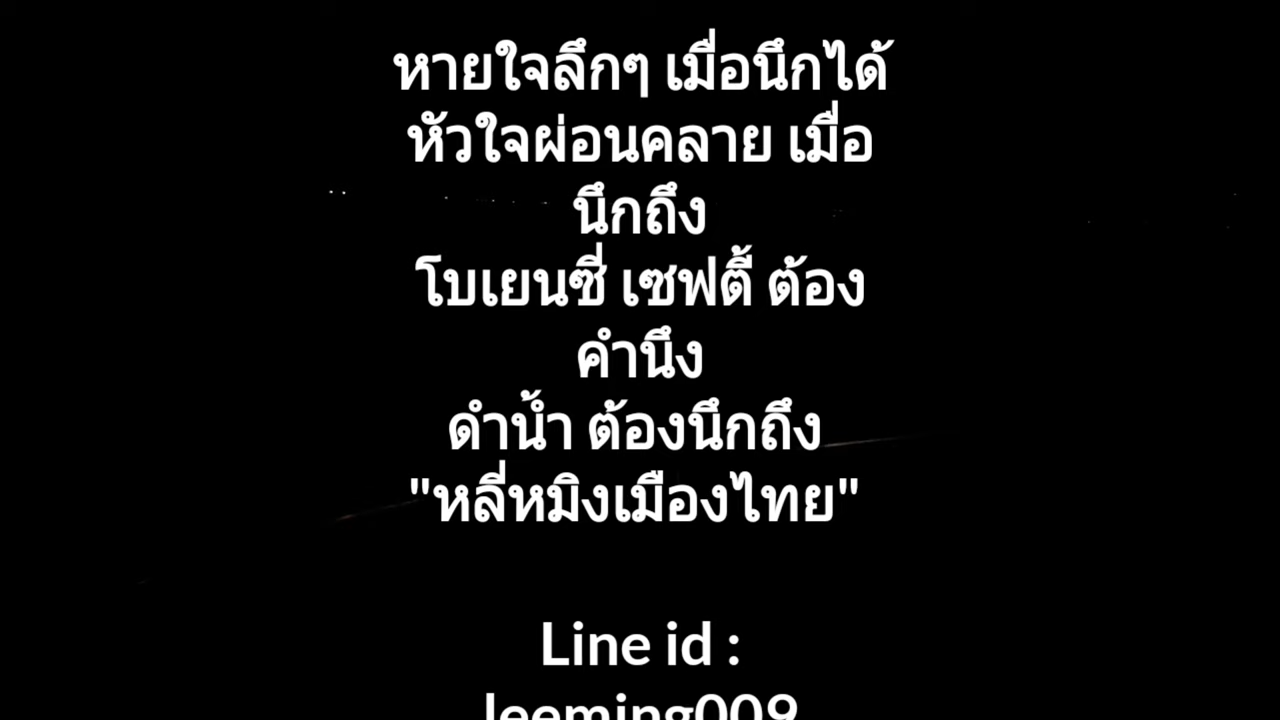 หายใจลึกๆ เมื่อนึกได้
หัวใจผ่อนคลาย เมื่อ
นึกถึง
โบเยนซี่ เซฟตี้ ต้อง
คำนึง
ดำน้ำ ต้องนึกถึง
"หลี่หมิงเมืองไทย"
Line id :
leeming009